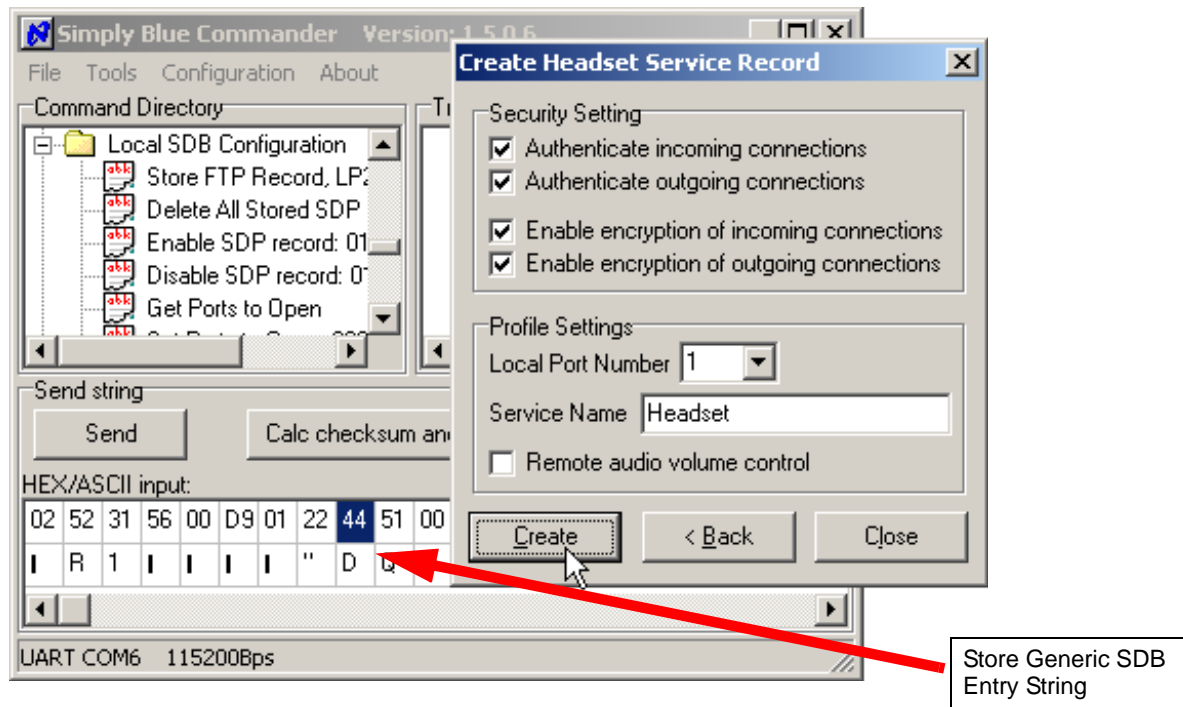 Simply Blue Commander Version: 1.5.0.6
File Tools Configuration About
Command Directory
Local SDB Configuration
Store FTP Record, LP2
Delete All Stored SDP
Enable SDP record: 01
Disable SDP record: 0
Get Ports to Open
Send string
Send
Calc checksum an
HEX/ASCII input:
02 52 31 56 00 D9 01 22 44 51 00
R 1 " D Q
UART COM6 115200Bps
Create Headset Service Record
Security Setting
Authenticate incoming connections
Authenticate outgoing connections
Enable encryption of incoming connections
Enable encryption of outgoing connections
Profile Settings
Local Port Number 1
Service Name Headset
Remote audio volume control
Create < Back Close
Store Generic SDB
Entry String